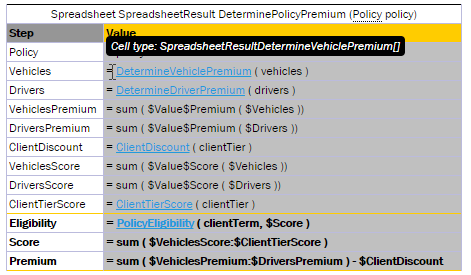 Spreadsheet SpreadsheetResult DeterminePolicyPremium (Policy policy)
Step Value
Cell type: SpreadsheetResultDetermineVehiclePremium[]
Policy
Vehicles = DetermineVehiclePremium ( vehicles )
Drivers = DetermineDriverPremium ( drivers )
VehiclesPremium = sum ( $Value$Premium ( $Vehicles ))
DriversPremium = sum ( $Value$Premium ( $Drivers ))
ClientDiscount = ClientDiscount ( clientTier )
VehiclesScore = sum ( $Value$Score ( $Vehicles ))
DriversScore = sum ( $Value$Score ( $Drivers ))
ClientTierScore = ClientTierScore ( clientTier )
Eligibility = PolicyEligibility ( clientTerm, $Score )
Score = sum ( $VehiclesScore:$ClientTierScore )
Premium = sum ( $VehiclesPremium:$DriversPremium ) - $ClientDiscount